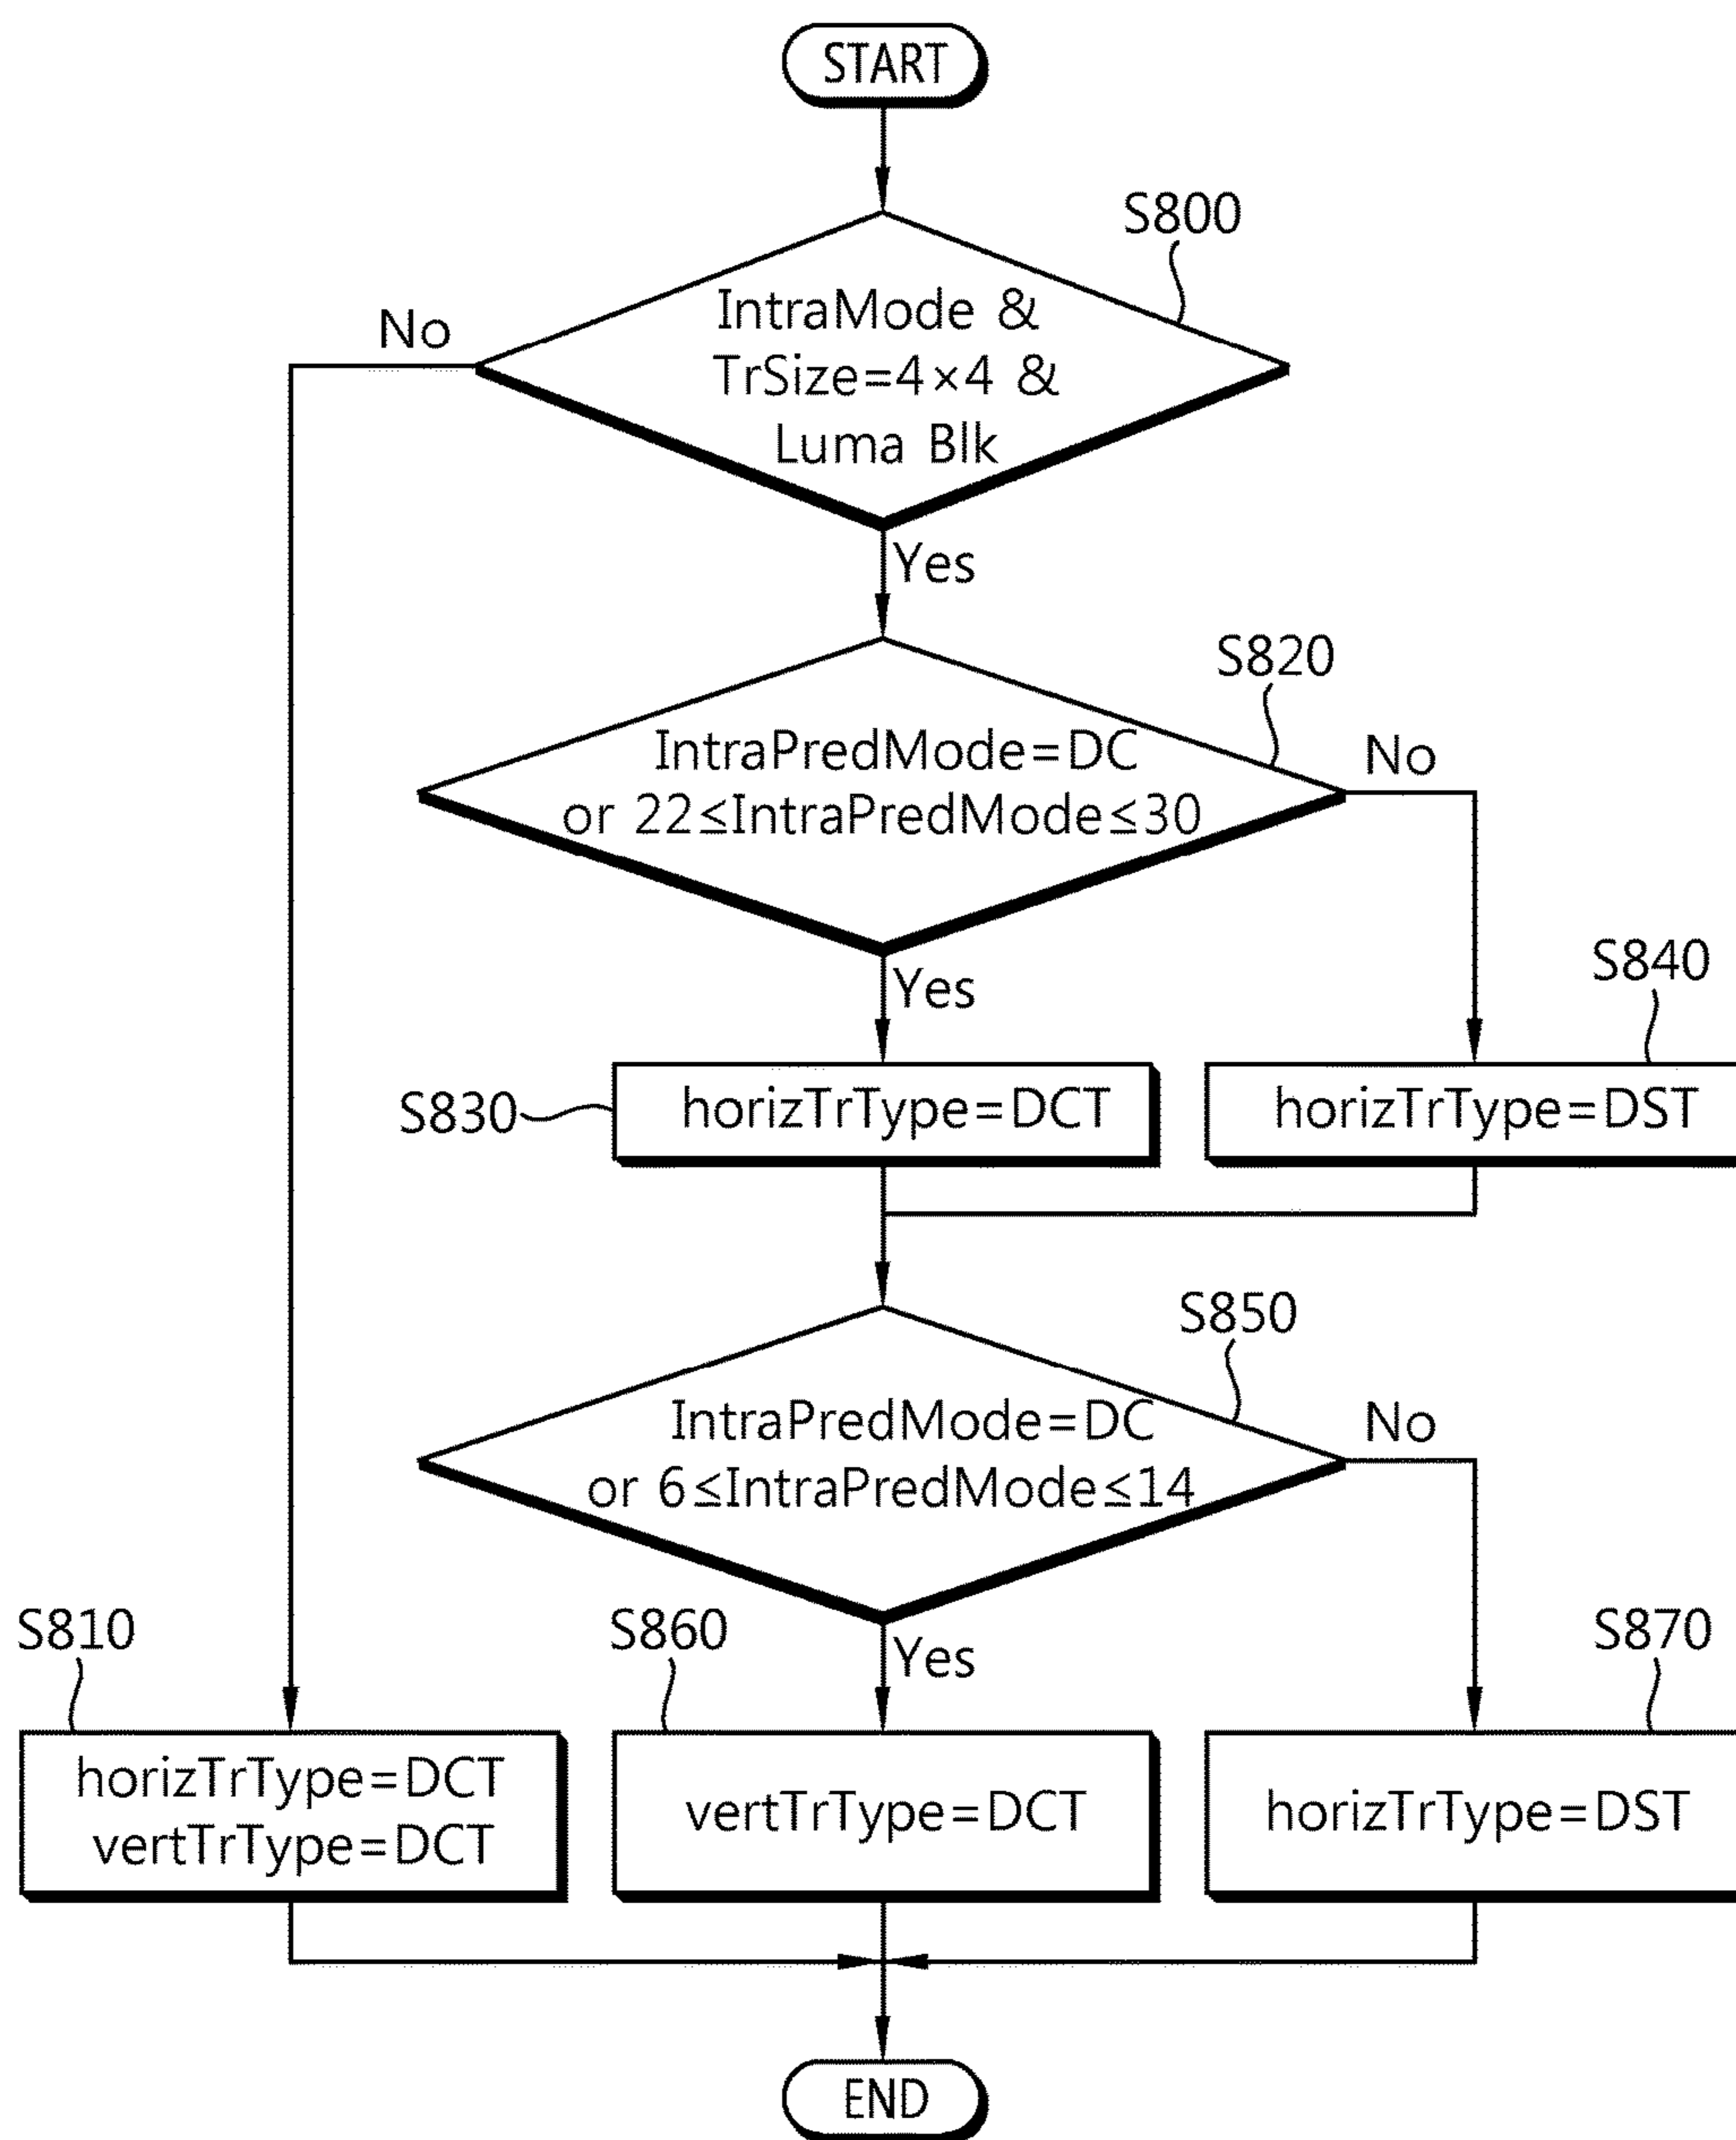 START
S800
IntraMode &
TrSize=4×4 &
Luma Blk
No
Yes
S820
IntraPredMode=DC
or 22≤IntraPredMode≤30
No
Yes
S840
S830
horizTrType=DCT
horizTrType=DST
S850
IntraPredMode=DC
or 6≤IntraPredMode≤14
No
Yes
S810
S860
S870
horizTrType=DCT
vertTrType=DCT
vertTrType=DCT
horizTrType=DST
END